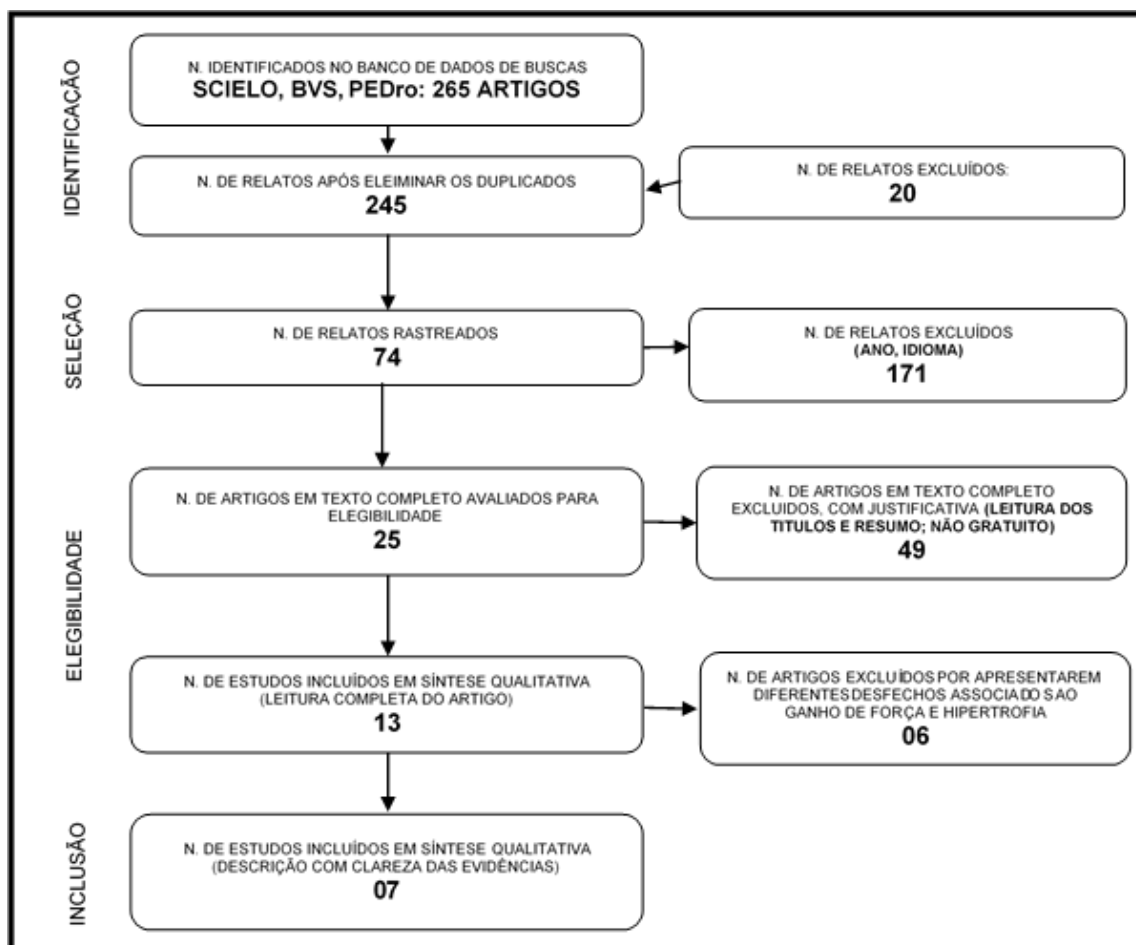 IDENTIFICAÇÃO
N. IDENTIFICADOS NO BANCO DE DADOS DE BUSCAS
SCIELO, BVS, PEDro: 265 ARTIGOS
N. DE RELATOS APÓS ELEIMINAR OS DUPLICADOS
245
N. DE RELATOS EXCLUÍDOS:
20
SELEÇÃO
N. DE RELATOS RASTREADOS
74
N. DE RELATOS EXCLUÍDOS
(ANO, IDIOMA)
171
ELEGIBILIDADE
N. DE ARTIGOS EM TEXTO COMPLETO AVALIADOS PARA
ELEGIBILIDADE
25
N. DE ARTIGOS EM TEXTO COMPLETO
EXCLUIDOS, COM JUSTIFICATIVA (LEITURA DOS
TITULOS E RESUMO; NÃO GRATUITO)
49
N. DE ESTUDOS INCLUÍDOS EM SÍNTESE QUALITATIVA
(LEITURA COMPLETA DO ARTIGO)
13
N. DE ARTIGOS EXCLUÍDOS POR APRESENTAREM
DIFERENTES DESFECHOS ASSOCIADOS AO
GANHO DE FORÇA E HIPERTROFIA
06
INCLUSÃO
N. DE ESTUDOS INCLUÍDOS EM SÍNTESE QUALITATIVA
(DESCRIÇÃO COM CLAREZA DAS EVIDÊNCIAS)
07